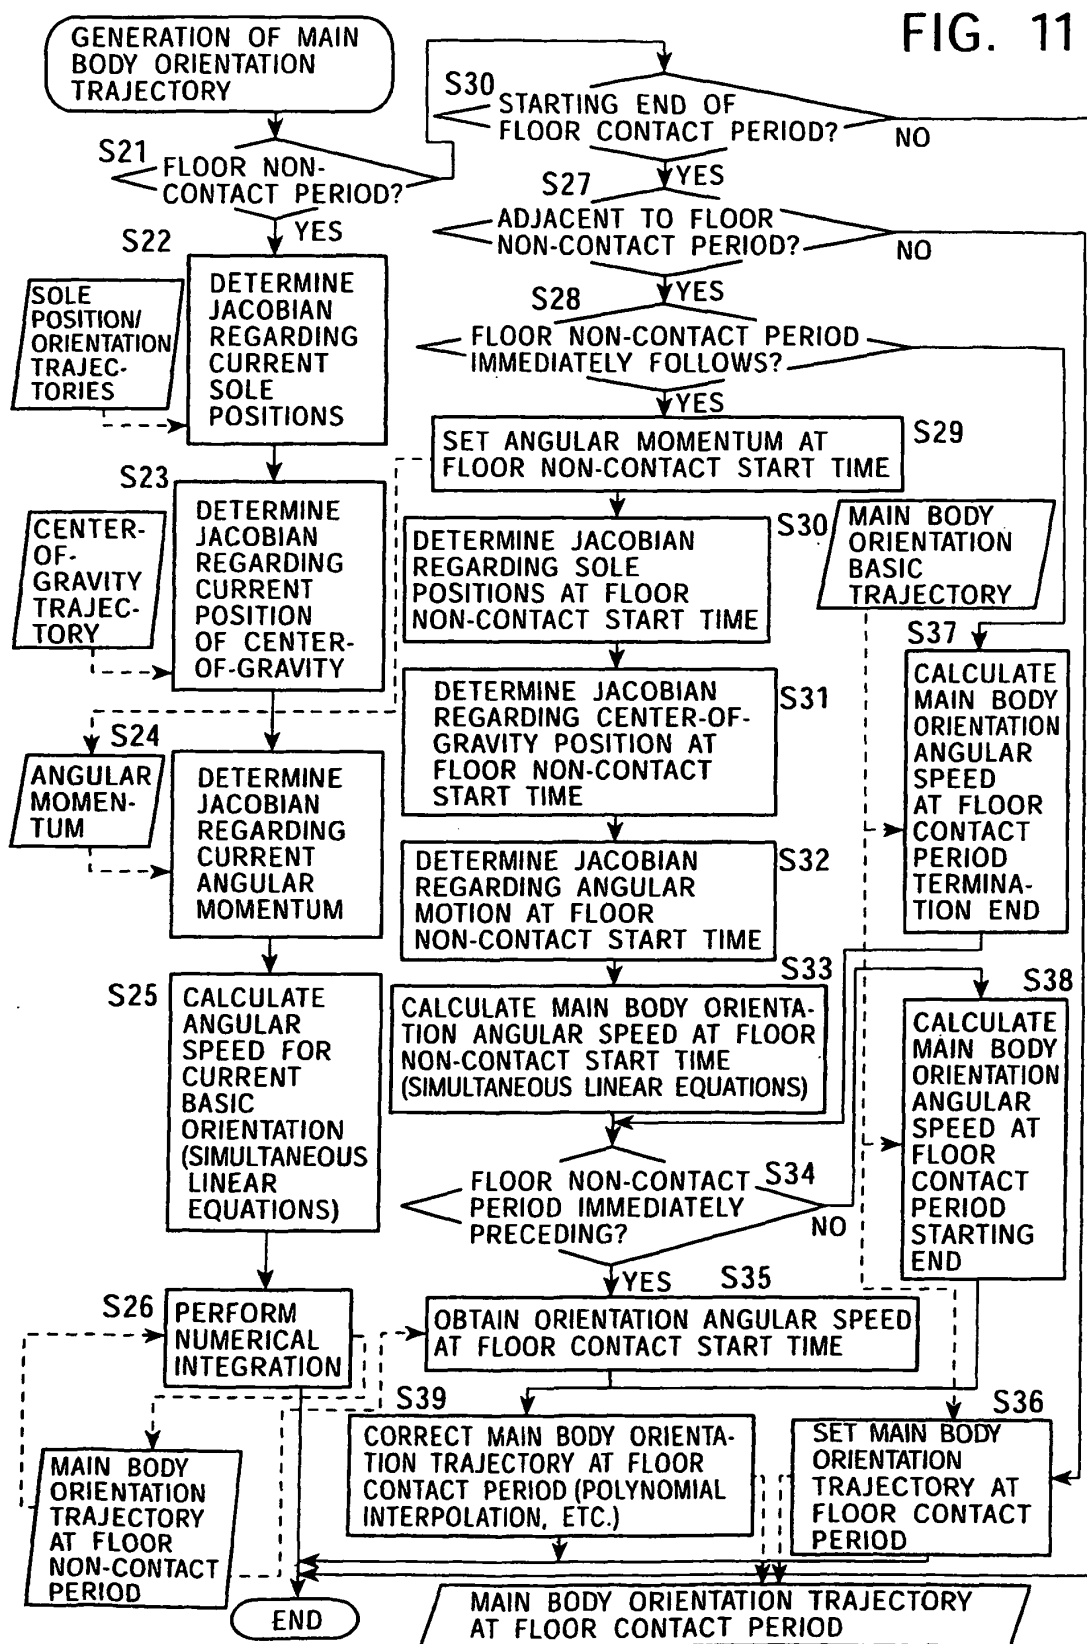 FIG. 11
GENERATION OF MAIN
BODY ORIENTATION
TRAJECTORY
S21
FLOOR NON-
CONTACT PERIOD?
YES
S22
DETERMINE
JACOBIAN
REGARDING
CURRENT
SOLE
POSITIONS
SOLE
POSITION/
ORIENTATION
TRAJEC-
TORIES
S23
DETERMINE
JACOBIAN
REGARDING
CURRENT
POSITION
OF CENTER-
OF-GRAVITY
CENTER-
OF-
GRAVITY
TRAJEC-
TORY
S24
DETERMINE
JACOBIAN
REGARDING
CURRENT
ANGULAR
MOMENTUM
ANGULAR
MOMEN-
TUM
S25
CALCULATE
ANGULAR
SPEED FOR
CURRENT
BASIC
ORIENTATION
(SIMULTANEOUS
LINEAR
EQUATIONS)
S26
PERFORM
NUMERICAL
INTEGRATION
MAIN BODY
ORIENTATION
TRAJECTORY
AT FLOOR
NON-CONTACT
PERIOD
END
S30
STARTING END OF
FLOOR CONTACT PERIOD?
NO
YES
S27
ADJACENT TO FLOOR
NON-CONTACT PERIOD?
NO
YES
S28
FLOOR NON-CONTACT PERIOD
IMMEDIATELY FOLLOWS?
YES
S29
SET ANGULAR MOMENTUM AT
FLOOR NON-CONTACT START TIME
S30
DETERMINE JACOBIAN
REGARDING SOLE
POSITIONS AT FLOOR
NON-CONTACT START TIME
MAIN BODY
ORIENTATION
BASIC
TRAJECTORY
S31
DETERMINE JACOBIAN
REGARDING CENTER-OF-
GRAVITY POSITION AT
FLOOR NON-CONTACT
START TIME
S32
DETERMINE JACOBIAN
REGARDING ANGULAR
MOTION AT FLOOR
NON-CONTACT START TIME
S33
CALCULATE MAIN BODY ORIENTA-
TION ANGULAR SPEED AT FLOOR
NON-CONTACT START TIME
(SIMULTANEOUS LINEAR EQUATIONS)
S37
CALCULATE
MAIN BODY
ORIENTATION
ANGULAR
SPEED
AT FLOOR
CONTACT
PERIOD
TERMINA-
TION END
S34
FLOOR NON-CONTACT
PERIOD IMMEDIATELY
PRECEDING?
NO
YES
S38
CALCULATE
MAIN BODY
ORIENTATION
ANGULAR
SPEED AT
FLOOR
CONTACT
PERIOD
STARTING
END
S35
OBTAIN ORIENTATION ANGULAR SPEED
AT FLOOR CONTACT START TIME
S39
CORRECT MAIN BODY ORIENTA-
TION TRAJECTORY AT FLOOR
CONTACT PERIOD (POLYNOMIAL
INTERPOLATION, ETC.)
S36
SET MAIN BODY
ORIENTATION
TRAJECTORY AT
FLOOR CONTACT
PERIOD
MAIN BODY ORIENTATION TRAJECTORY
AT FLOOR CONTACT PERIOD